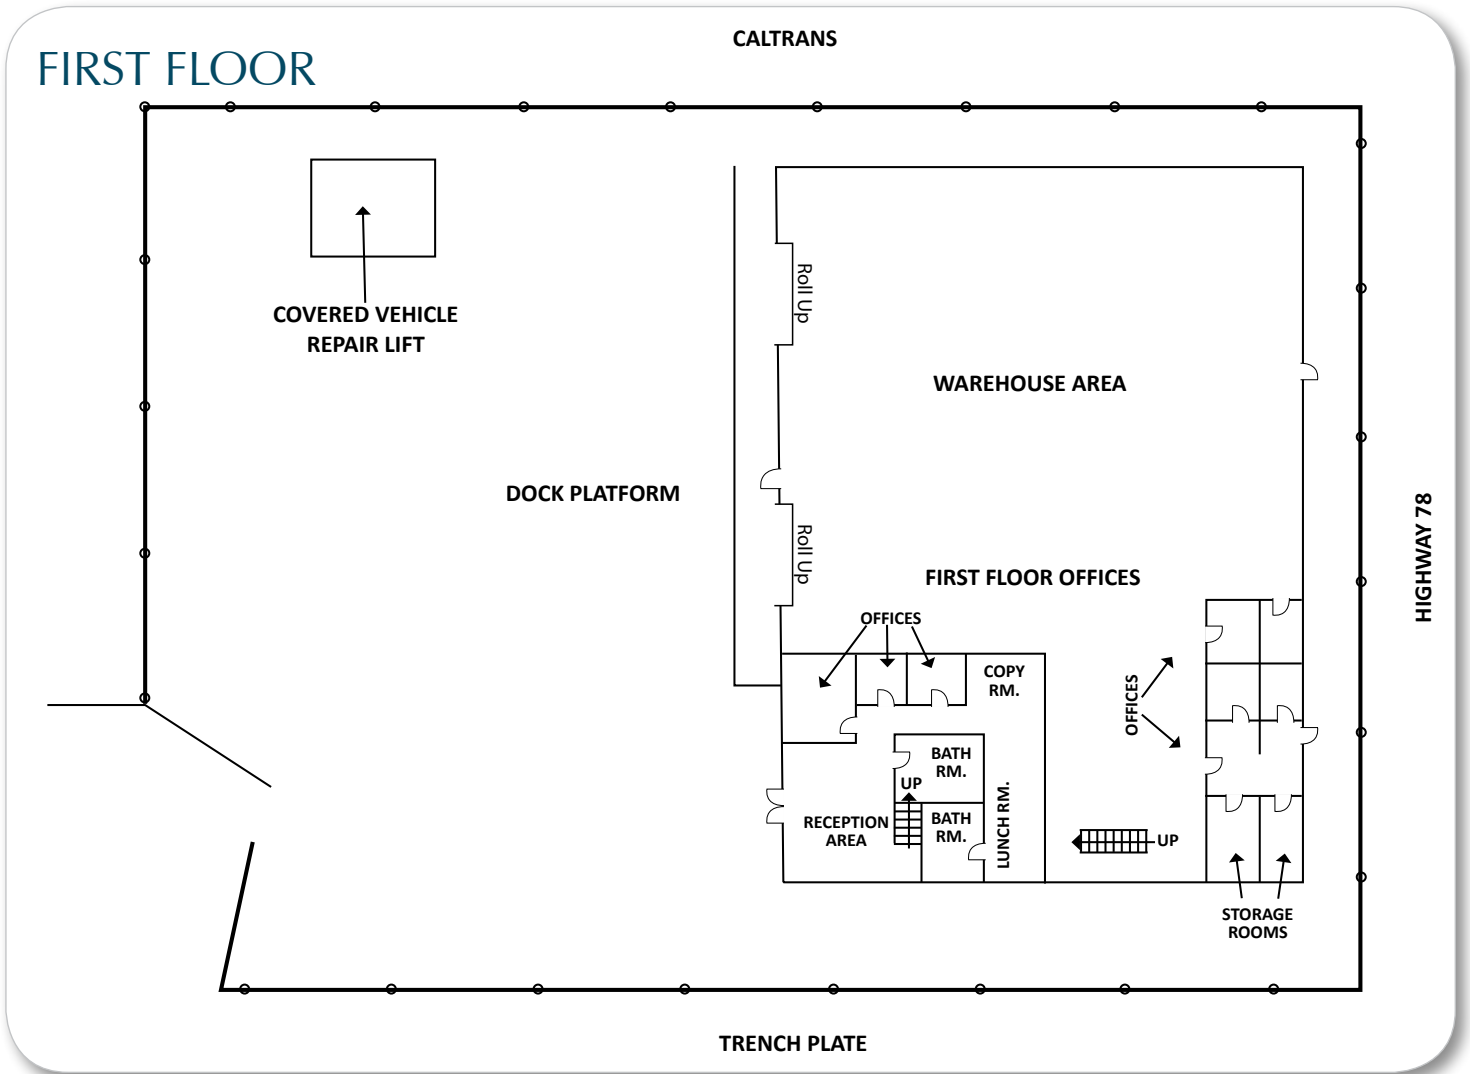 CALTRANS
FIRST FLOOR
Roll Up
COVERED VEHICLE
REPAIR LIFT
WAREHOUSE AREA
DOCK PLATFORM
HIGHWAY 78
Roll Up
FIRST FLOOR OFFICES
OFFICES
COPY
RM.
OFFICES
BATH
RM.
UP
LUNCH RM.
RECEPTION
AREA
BATH
RM.
UP
STORAGE
ROOMS
TRENCH PLATE